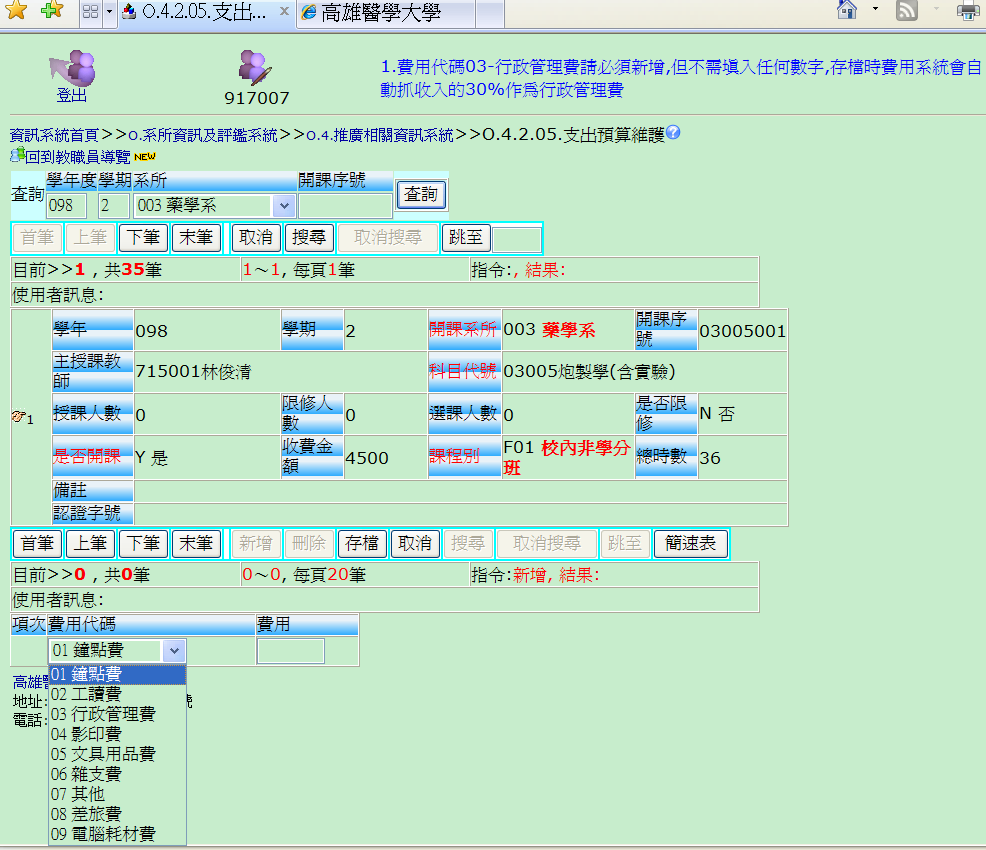 O.4.2.05.支出...
高雄醫學大學
登出
917007
1.費用代碼03-行政管理費請必須新增,但不需填入任何數字,存檔時費用系統會自
動抓收入的30%作為行政管理費
資訊系統首頁>>O.系所資訊及評鑑系統>>O.4.推廣相關資訊系統>>O.4.2.05.支出預算維護?
回到教職員導覽 NEW
學年度 學期 系所 開課序號
查詢 098 2 003 藥學系 查詢
首筆 上筆 下筆 末筆 取消 搜尋 取消搜尋 跳至
目前>>1 , 共35筆 1~1, 每頁1筆 指令:, 結果:
使用者訊息:
學年 098 學期 2 開課系所 003 藥學系 開課序號 03005001
主授課教師 715001林俊清 科目代號 03005炮製學(含實驗)
1 授課人數 0 限修人數 0 選課人數 0 是否限修 N 否
是否開課 Y 是 收費金額 4500 課程別 F01 校內非學分班 總時數 36
備註
認證字號
首筆 上筆 下筆 末筆 新增 刪除 存檔 取消 搜尋 取消搜尋 跳至 簡速表
目前>>0 , 共0筆 0~0, 每頁20筆 指令:新增, 結果:
使用者訊息:
項次 費用代碼 費用
01 鐘點費
01 鐘點費
02 工讀費
03 行政管理費
04 影印費
05 文具用品費
06 雜支費
07 其他
08 差旅費
09 電腦耗材費
高雄
地址:
電話: